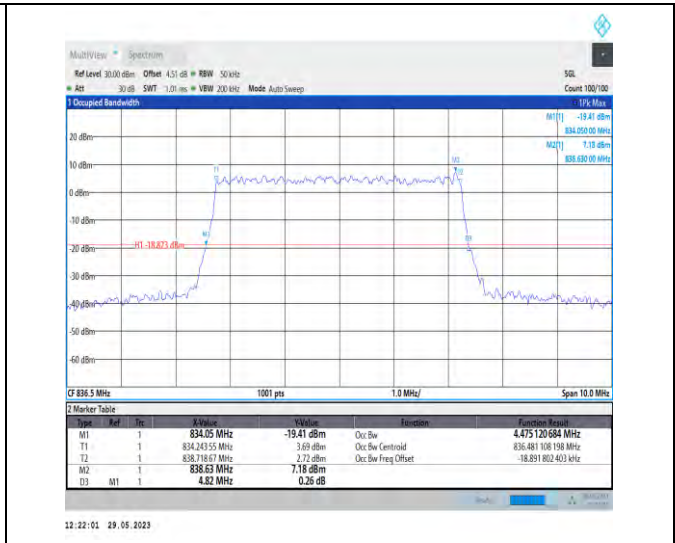 MultiView Spectrum
Ref Level 30.00 dBm Offset 4.51 dB RBW 50 kHz SGL
Att 30 dB SWT 1.01 ms VBW 200 kHz Mode Auto Sweep Count 100/100
1 Occupied Bandwidth 1Pk Max
M1[1] -19.41 dBm
834.050 00 MHz
M2[1] 7.18 dBm
838.630 00 MHz
20 dBm
10 dBm
0 dBm
-10 dBm
-20 dBm
-30 dBm
-40 dBm
-50 dBm
-60 dBm
T1
M2
T2
M1
D3
H1 -18.823 dBm
CF 836.5 MHz 1001 pts 1.0 MHz/ Span 10.0 MHz
2 Marker Table
Type Ref Trc X-Value Y-Value Function Function Result
M1 1 834.05 MHz -19.41 dBm Occ Bw 4.475 120 684 MHz
T1 1 834.243 55 MHz 3.69 dBm Occ Bw Centroid 836.481 108 198 MHz
T2 1 838.718 67 MHz 2.72 dBm Occ Bw Freq Offset -18.891 802 403 kHz
M2 1 838.63 MHz 7.18 dBm
D3 M1 1 4.82 MHz 0.26 dB
12:22:01 29.05.2023